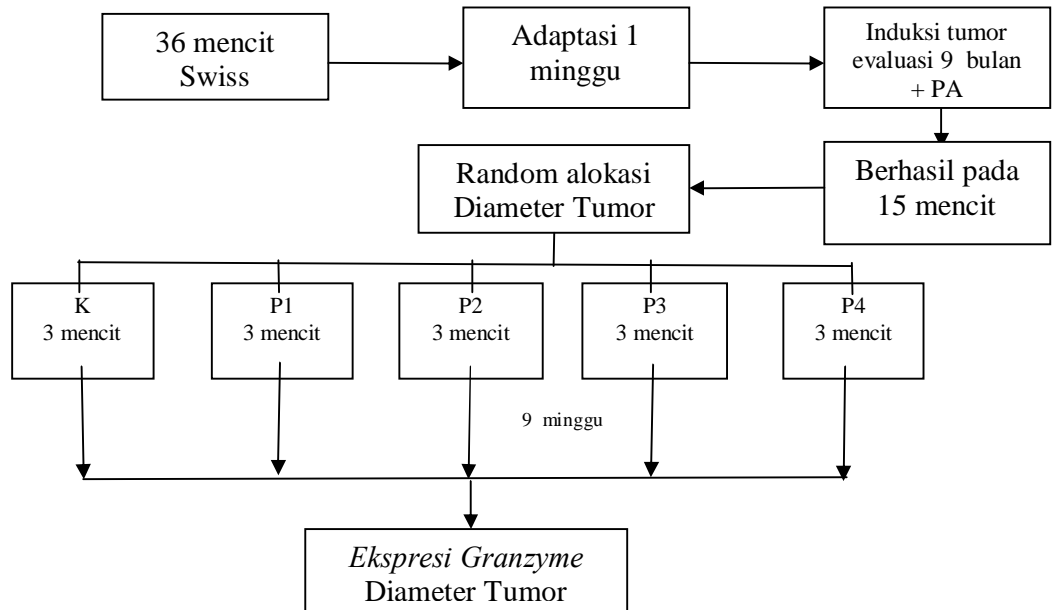 36 mencit
Swiss
Adaptasi 1
minggu
Induksi tumor
evaluasi 9 bulan
+ PA
Berhasil pada
15 mencit
Random alokasi
Diameter Tumor
K
3 mencit
P1
3 mencit
P2
3 mencit
P3
3 mencit
P4
3 mencit
9 minggu
Ekspresi Granzyme
Diameter Tumor